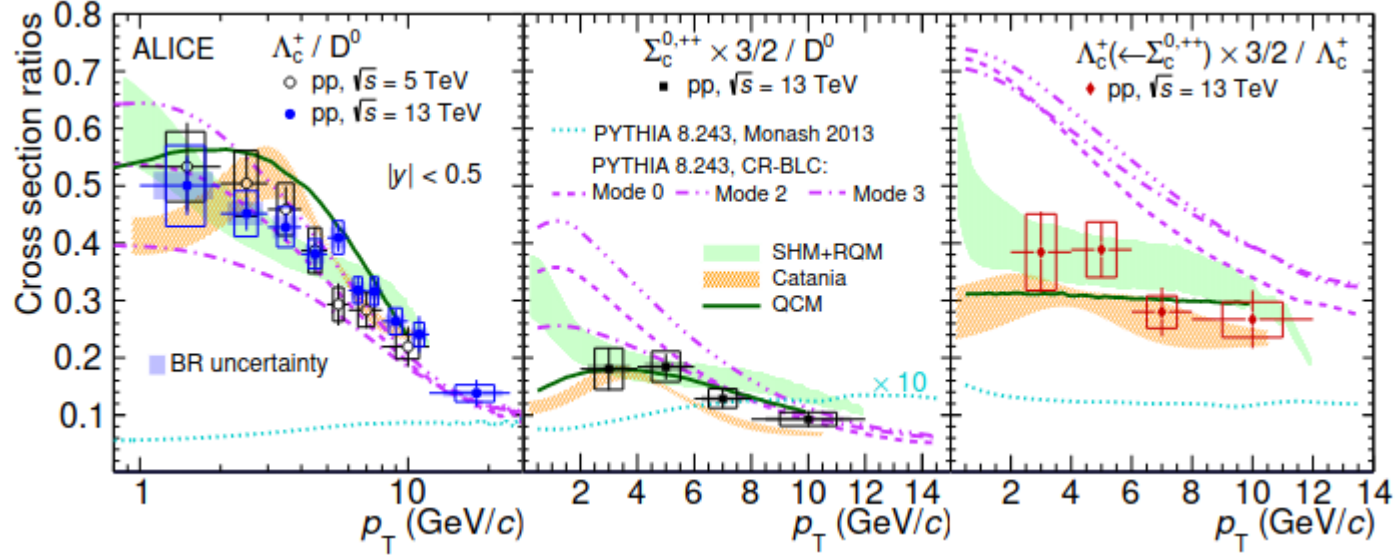 Cross section ratios
0.8
0.7
0.6
0.5
0.4
0.3
0.2
0.1
ALICE
Λc+ / D0
pp, √s = 5 TeV
pp, √s = 13 TeV
|y| < 0.5
BR uncertainty
1 10
pT (GeV/c)
Σc0,++ × 3/2 / D0
pp, √s = 13 TeV
PYTHIA 8.243, Monash 2013
PYTHIA 8.243, CR-BLC:
Mode 0 Mode 2 Mode 3
SHM+RQM
Catania
QCM
× 10
2 4 6 8 10 12 14
pT (GeV/c)
Λc+(←Σc0,++) × 3/2 / Λc+
pp, √s = 13 TeV
2 4 6 8 10 12 14
pT (GeV/c)